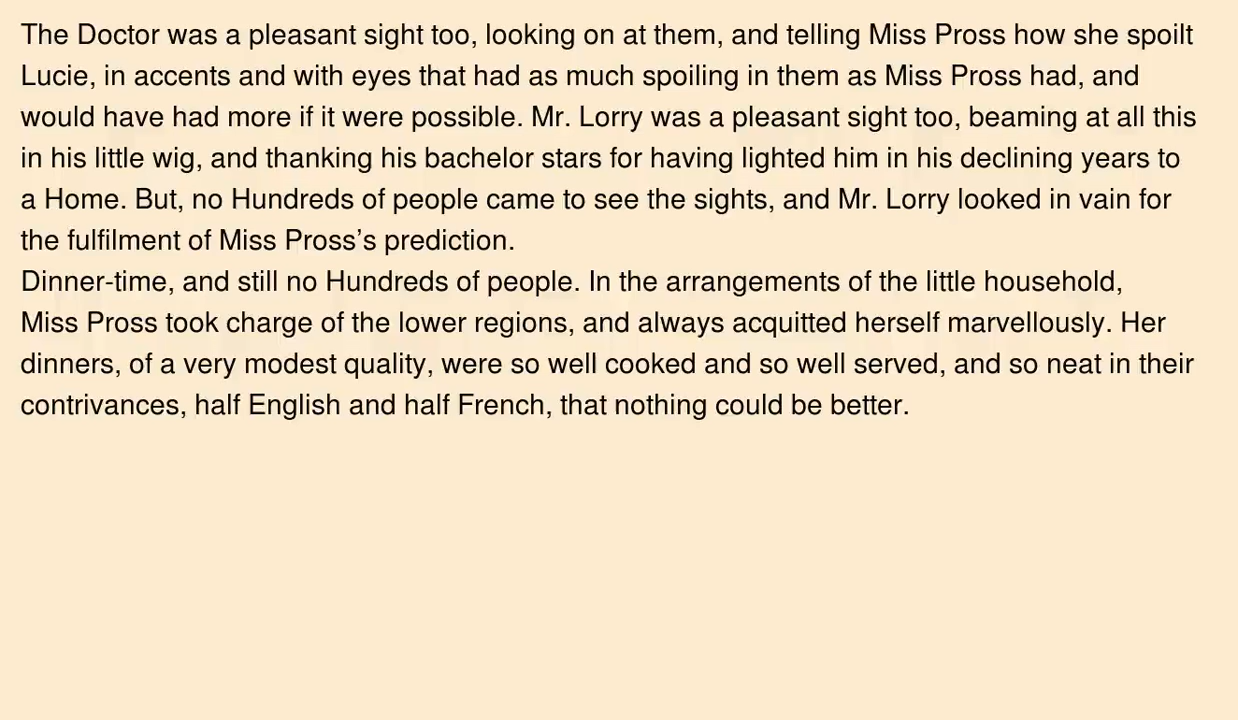 The Doctor was a pleasant sight too, looking on at them, and telling Miss Pross how she spoilt
Lucie, in accents and with eyes that had as much spoiling in them as Miss Pross had, and
would have had more if it were possible. Mr. Lorry was a pleasant sight too, beaming at all this
in his little wig, and thanking his bachelor stars for having lighted him in his declining years to
a Home. But, no Hundreds of people came to see the sights, and Mr. Lorry looked in vain for
the fulfilment of Miss Pross’s prediction.
Dinner-time, and still no Hundreds of people. In the arrangements of the little household,
Miss Pross took charge of the lower regions, and always acquitted herself marvellously. Her
dinners, of a very modest quality, were so well cooked and so well served, and so neat in their
contrivances, half English and half French, that nothing could be better.